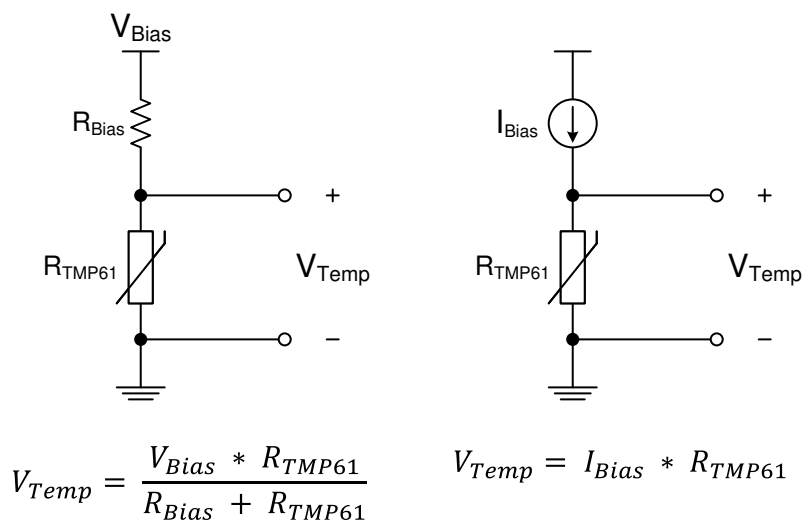 V_Bias
R_Bias
+
R_TMP61
V_Temp
−
I_Bias
+
R_TMP61
V_Temp
−
V_Temp = V_Bias * R_TMP61 / R_Bias + R_TMP61
V_Temp = I_Bias * R_TMP61